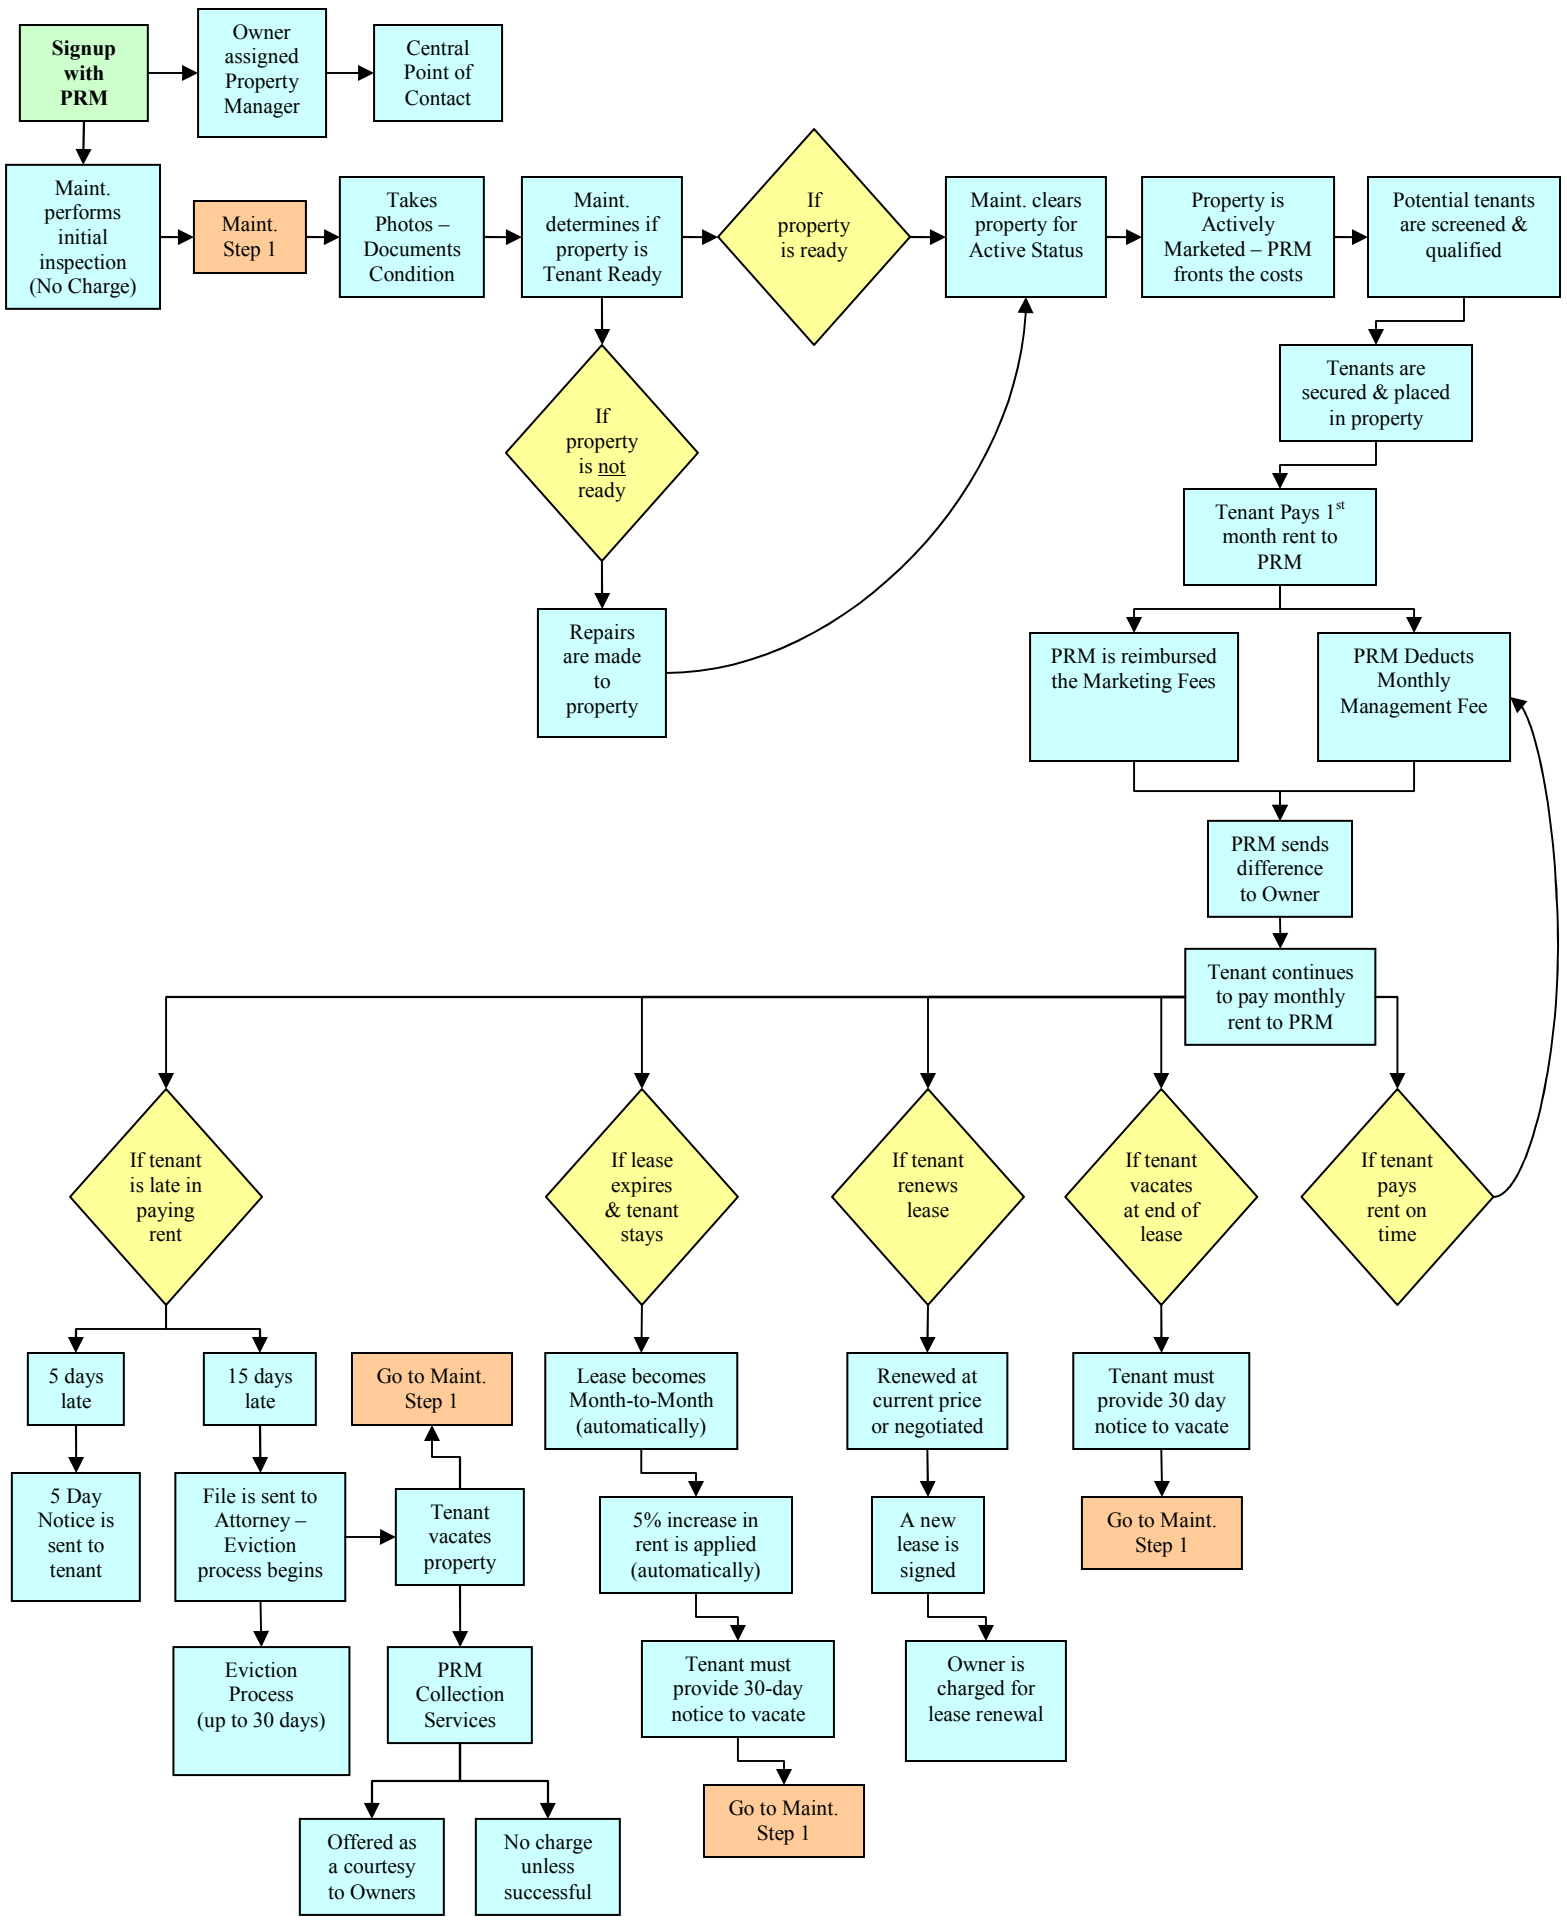 Signup
with
PRM
Owner
assigned
Property
Manager
Central
Point of
Contact
Maint.
performs
initial
inspection
(No Charge)
Maint.
Step 1
Takes
Photos –
Documents
Condition
Maint.
determines if
property is
Tenant Ready
If
property
is ready
Maint. clears
property for
Active Status
Property is
Actively
Marketed – PRM
fronts the costs
Potential tenants
are screened &
qualified
If
property
is not
ready
Tenants are
secured & placed
in property
Tenant Pays 1st
month rent to
PRM
Repairs
are made
to
property
PRM is reimbursed
the Marketing Fees
PRM Deducts
Monthly
Management Fee
PRM sends
difference
to Owner
Tenant continues
to pay monthly
rent to PRM
If tenant
is late in
paying
rent
If lease
expires
& tenant
stays
If tenant
renews
lease
If tenant
vacates
at end of
lease
If tenant
pays
rent on
time
5 days
late
15 days
late
Go to Maint.
Step 1
Lease becomes
Month-to-Month
(automatically)
Renewed at
current price
or negotiated
Tenant must
provide 30 day
notice to vacate
5 Day
Notice is
sent to
tenant
File is sent to
Attorney –
Eviction
process begins
Tenant
vacates
property
5% increase in
rent is applied
(automatically)
A new
lease is
signed
Go to Maint.
Step 1
Eviction
Process
(up to 30 days)
PRM
Collection
Services
Tenant must
provide 30-day
notice to vacate
Owner is
charged for
lease renewal
Go to Maint.
Step 1
Offered as
a courtesy
to Owners
No charge
unless
successful